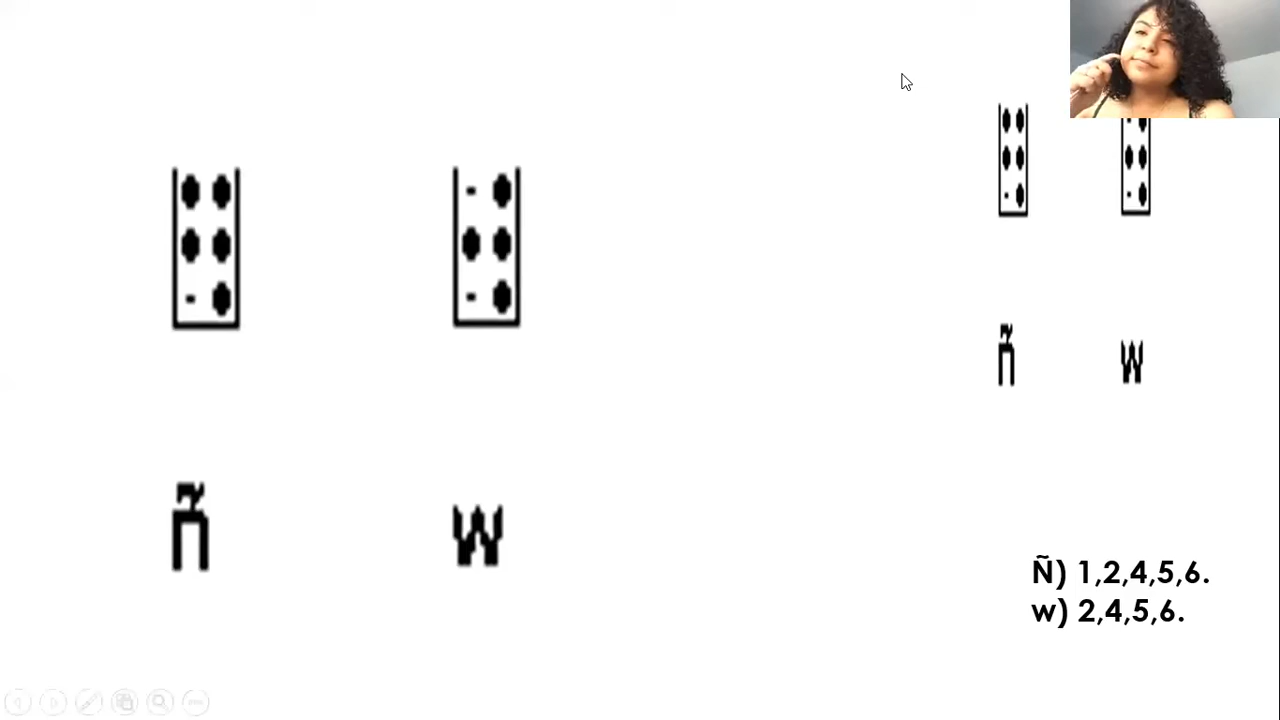 ñ w
ñ w
Ñ) 1,2,4,5,6.
w) 2,4,5,6.